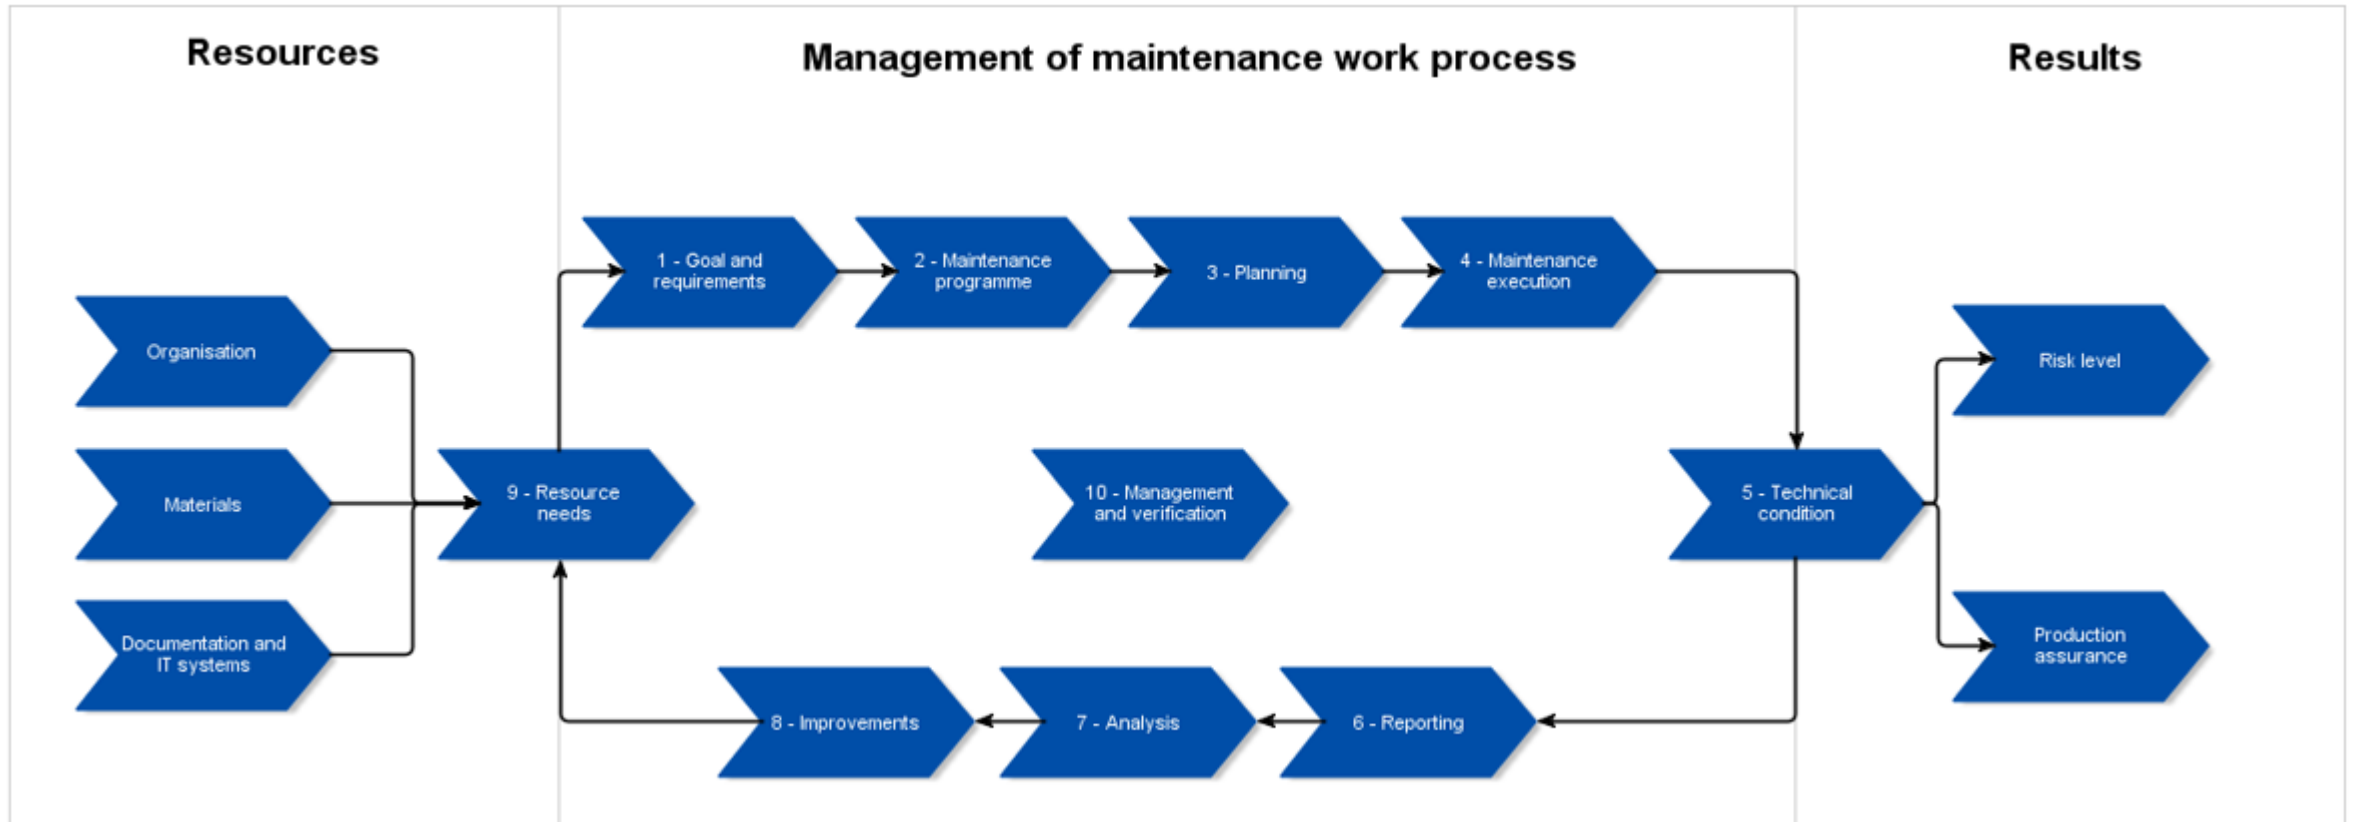 Resources
Management of maintenance work process
Results
1 - Goal and
requirements
2 - Maintenance
programme
3 - Planning
4 - Maintenance
execution
Organisation
Risk level
Materials
9 - Resource
needs
10 - Management
and verification
5 - Technical
condition
Documentation and
IT systems
Production
assurance
8 - Improvements
7 - Analysis
6 - Reporting